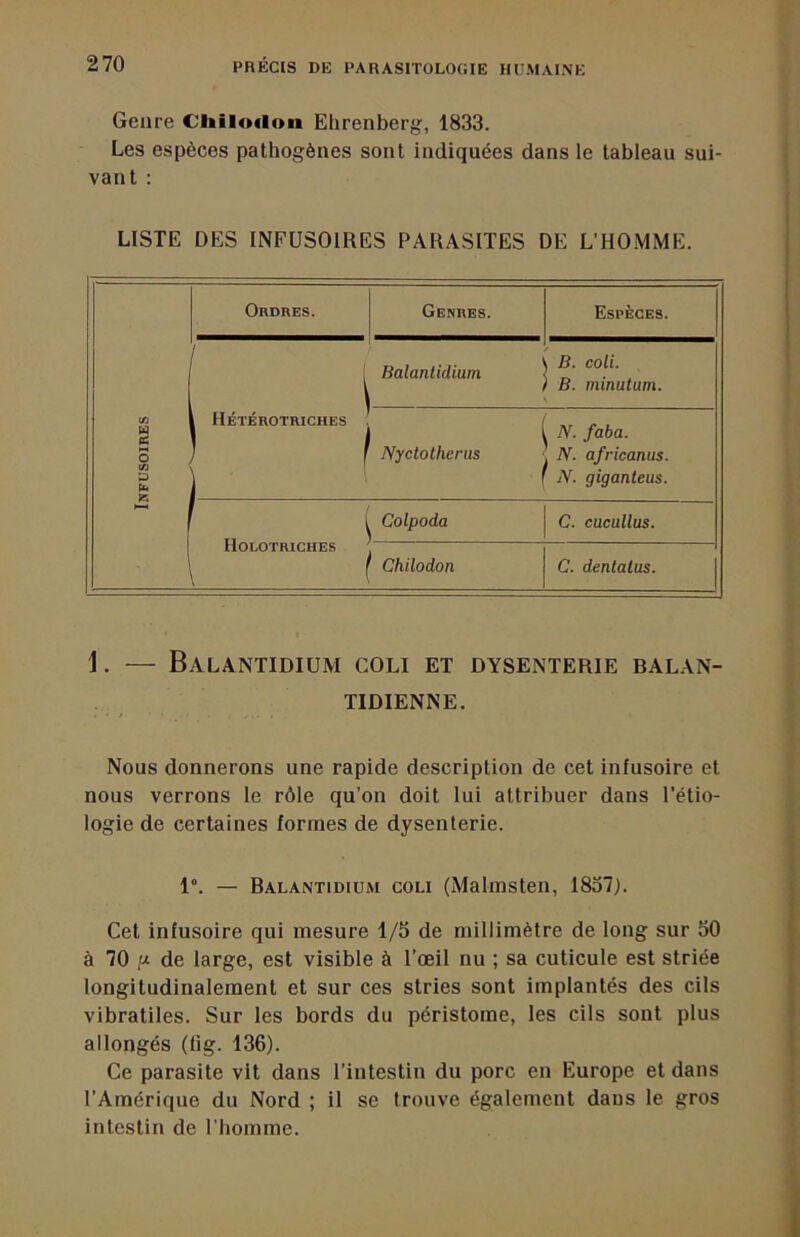 270 PRÉCIS DE PARASITOLOGIE HUMAINE
Genre Chilodon Ehrenberg, 1833.
Les espèces pathogènes sont indiquées dans le tableau sui-
vant :
LISTE DES INFUSOIRES PARASITES DE L'HOMME.
Ordres. Genres. Espèces.
Infusoires
Hétérotriches
Balantidium
B. coli.
B. minutum.
Nyctotherus
N. faba.
N. africanus.
N. giganteus.
Holotriches
Colpoda C. cucullus.
Chilodon C. dentatus.
1. — Balantidium coli et dysenterie balan-
tidienne.
Nous donnerons une rapide description de cet infusoire et
nous verrons le rôle qu'on doit lui attribuer dans l'étio-
logie de certaines formes de dysenterie.
1°. — Balantidium coli (Malmsten, 1857).
Cet infusoire qui mesure 1/5 de millimètre de long sur 50
à 70 µ de large, est visible à l'œil nu ; sa cuticule est striée
longitudinalement et sur ces stries sont implantés des cils
vibratiles. Sur les bords du péristome, les cils sont plus
allongés (fig. 136).
Ce parasite vit dans l'intestin du porc en Europe et dans
l'Amérique du Nord ; il se trouve également dans le gros
intestin de l'homme.